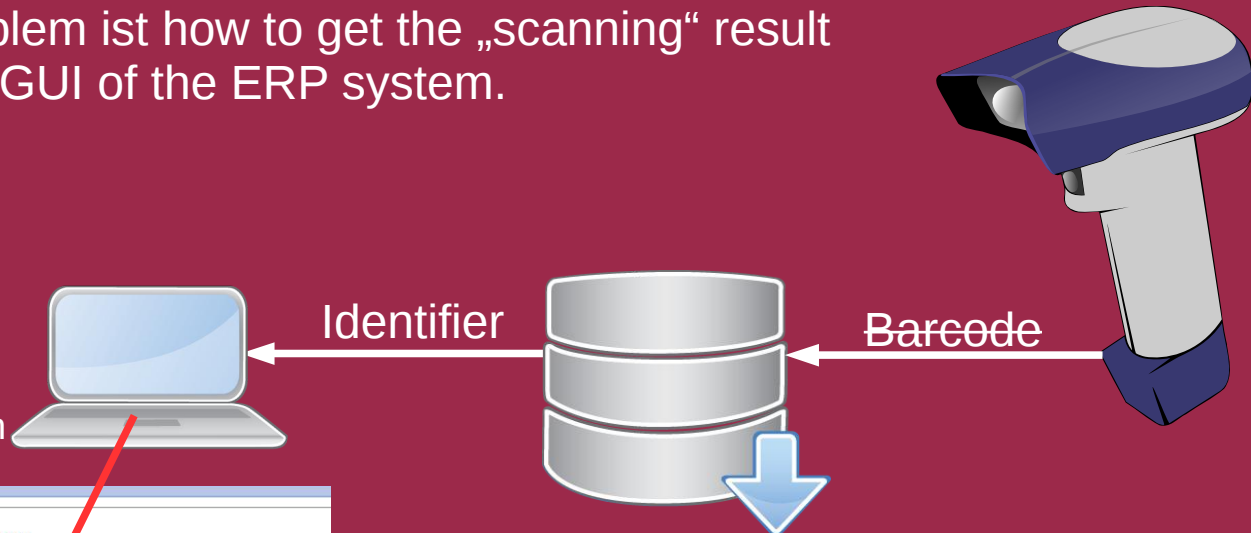 blem ist how to get the „scanning“ result
GUI of the ERP system.
Identifier
Barcode